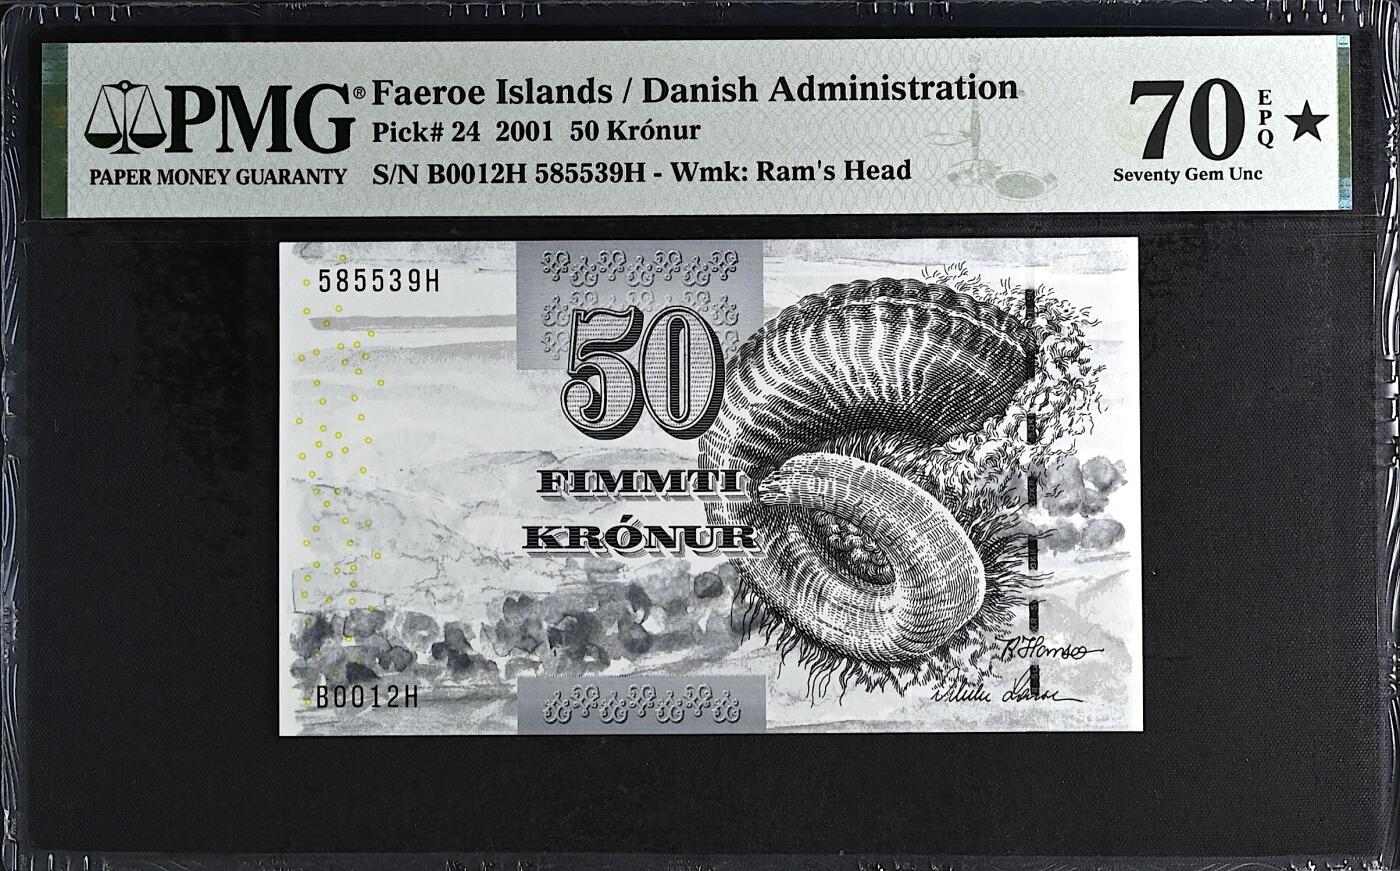 PMG®
PAPER MONEY GUARANTY
Faeroe Islands / Danish Administration
Pick# 24 2001 50 Krónur
S/N B0012H 585539H - Wmk: Ram's Head
70 EPQ ★
Seventy Gem Unc
585539H
50
FIMMTI
KRÓNUR
B0012H